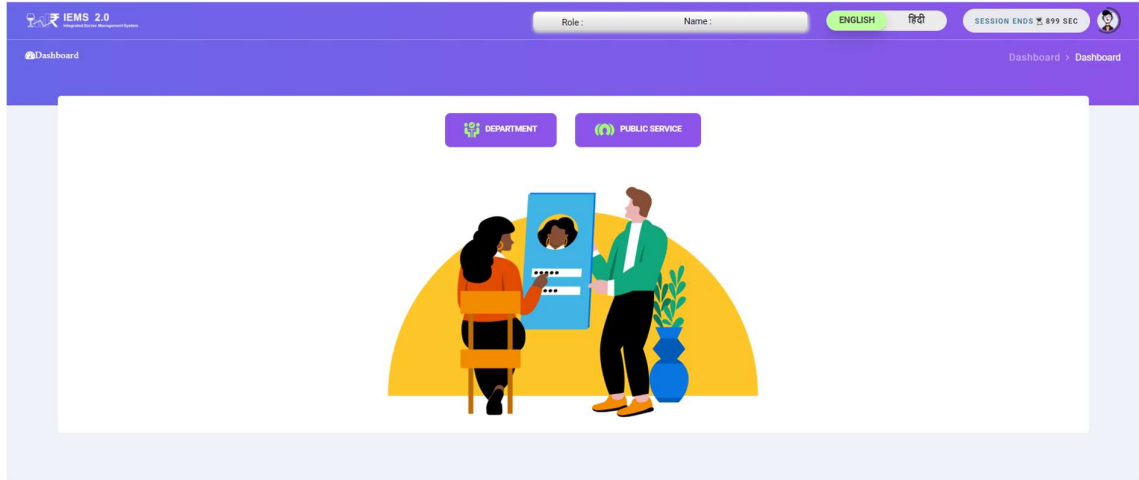 IEMS 2.0
Role :
Name :
ENGLISH
हिंदी
SESSION ENDS 899 SEC
Dashboard
Dashboard > Dashboard
DEPARTMENT
PUBLIC SERVICE